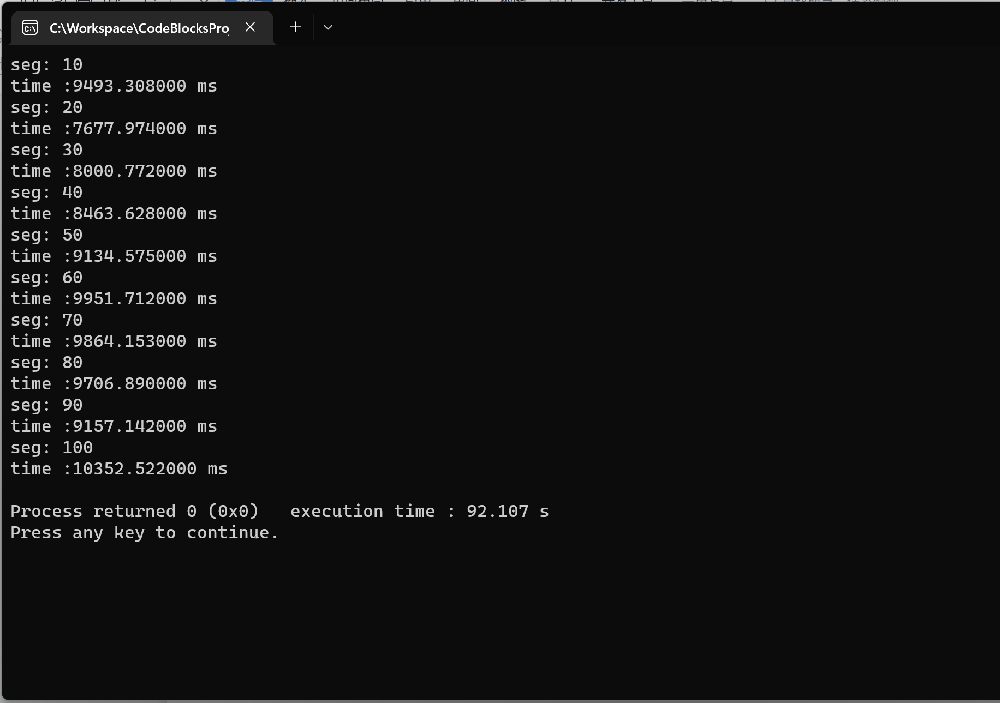 C:\Workspace\CodeBlocksPro
seg: 10
time :9493.308000 ms
seg: 20
time :7677.974000 ms
seg: 30
time :8000.772000 ms
seg: 40
time :8463.628000 ms
seg: 50
time :9134.575000 ms
seg: 60
time :9951.712000 ms
seg: 70
time :9864.153000 ms
seg: 80
time :9706.890000 ms
seg: 90
time :9157.142000 ms
seg: 100
time :10352.522000 ms
Process returned 0 (0x0)   execution time : 92.107 s
Press any key to continue.